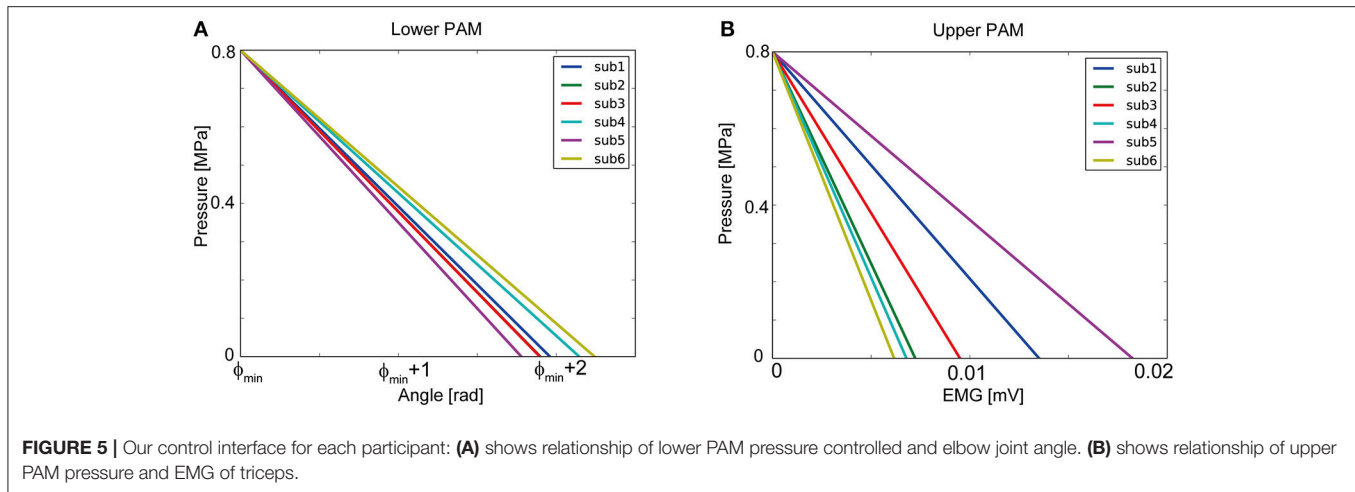 A
Lower PAM
0.8
0.4
0
Pressure [MPa]
sub1
sub2
sub3
sub4
sub5
sub6
ϕmin
ϕmin+1
ϕmin+2
Angle [rad]
B
Upper PAM
0.8
0.4
0
Pressure [MPa]
sub1
sub2
sub3
sub4
sub5
sub6
0
0.01
0.02
EMG [mV]
FIGURE 5 | Our control interface for each participant: (A) shows relationship of lower PAM pressure controlled and elbow joint angle. (B) shows relationship of upper
PAM pressure and EMG of triceps.